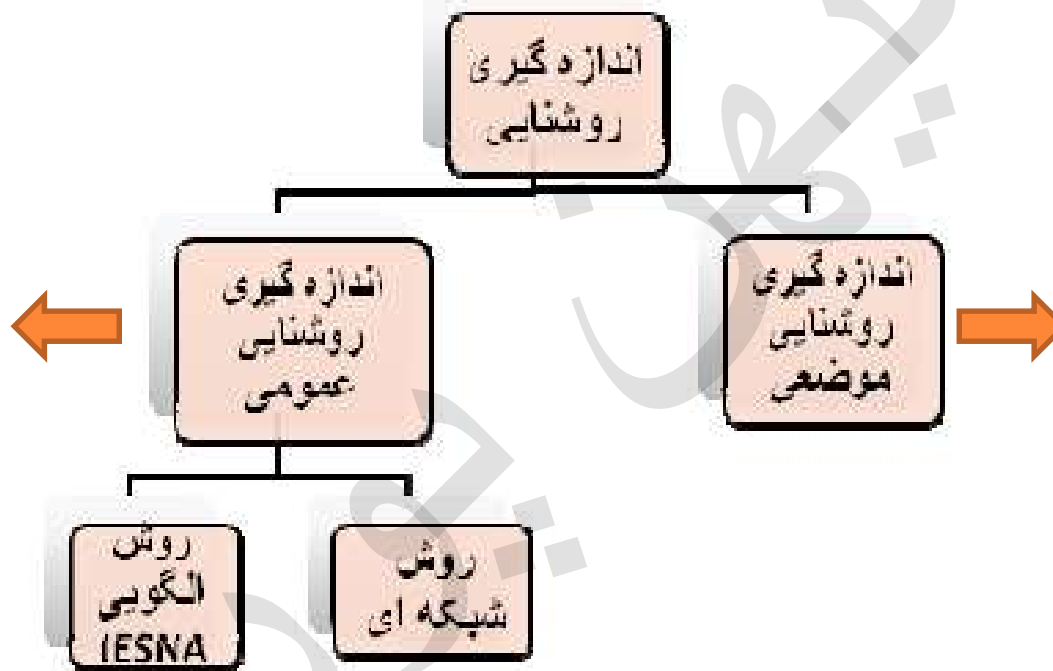 اندازه گیری
روشنایی
اندازه گیری
روشنایی
موضعی
اندازه گیری
روشنایی
عمومی
روش
شبکه ای
روش
الگویی
IESNA